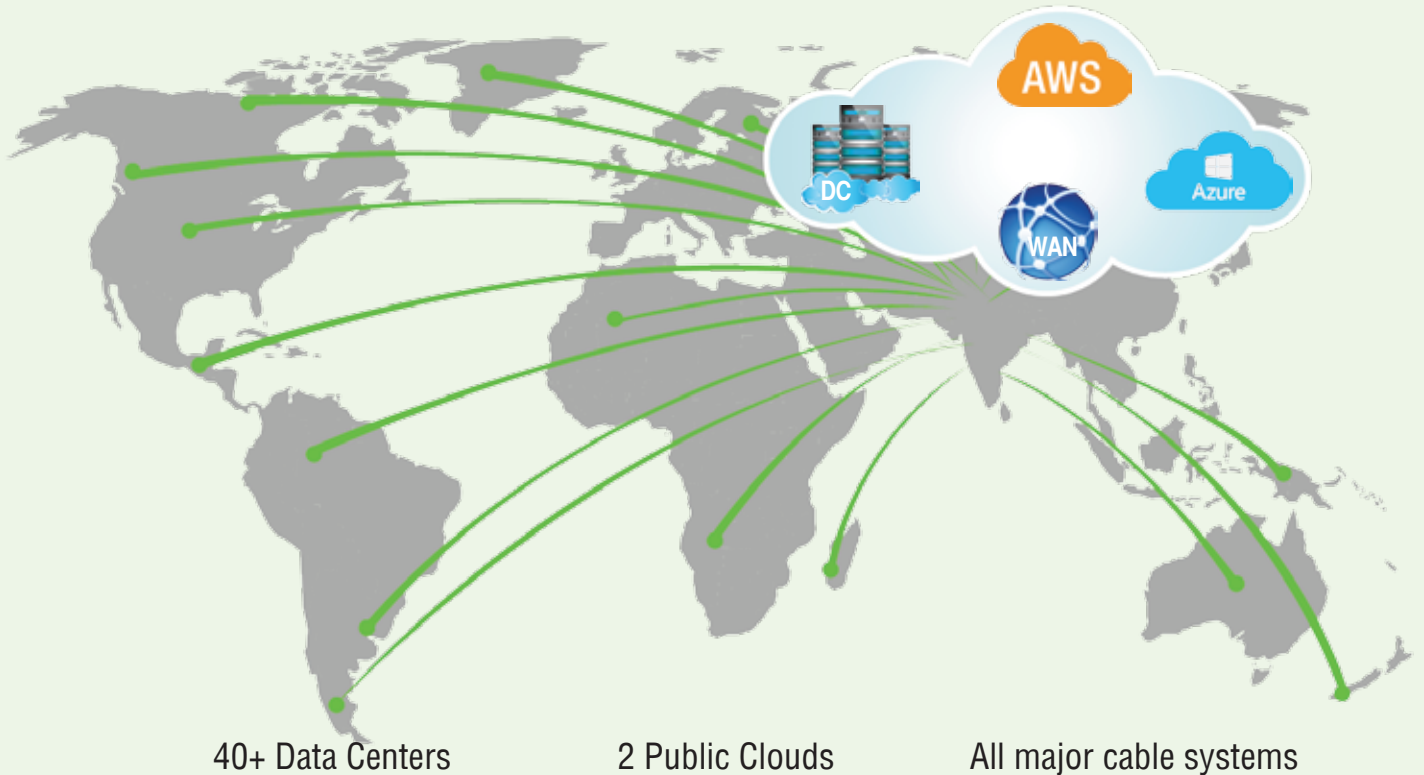 AWS
DC
Azure
WAN
40+ Data Centers
2 Public Clouds
All major cable systems